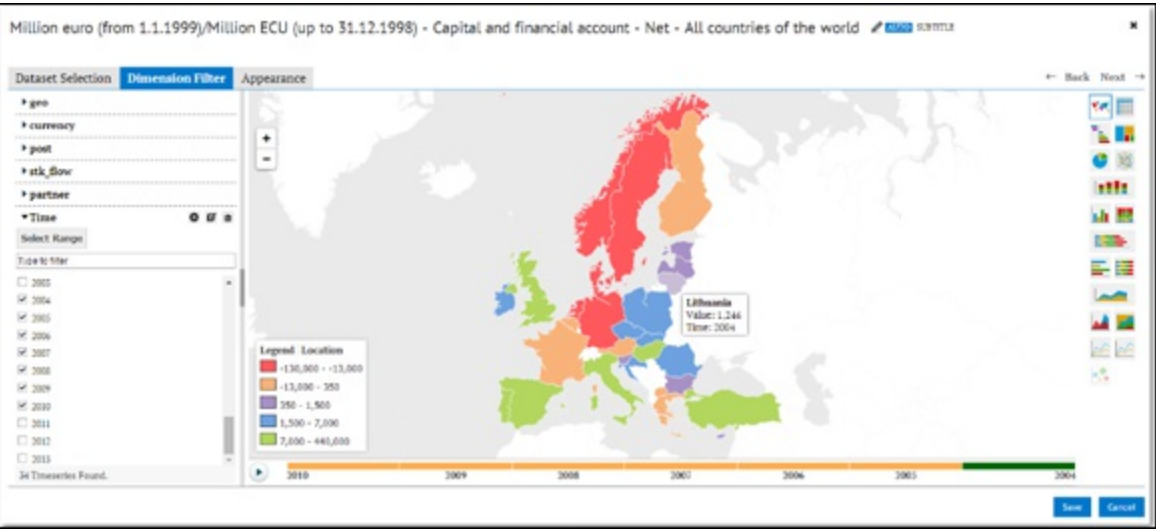 Million euro (from 1.1.1999)/Million ECU (up to 31.12.1998) - Capital and financial account - Net - All countries of the world AUTO SUBTITLE
Dataset Selection Dimension Filter Appearance ← Back Next →
geo
currency
post
stk_flow
partner
Time
Select Range
Type to filter
2003
2004
2005
2006
2007
2008
2009
2010
2011
2012
2013
34 Timeseries Found.
+
-
Lithuania
Value: 1,246
Time: 2004
Legend Location
-130,000 - -13,000
-13,000 - 350
350 - 1,500
1,500 - 7,000
7,000 - 440,000
2010 2009 2008 2007 2006 2005 2004
Save Cancel